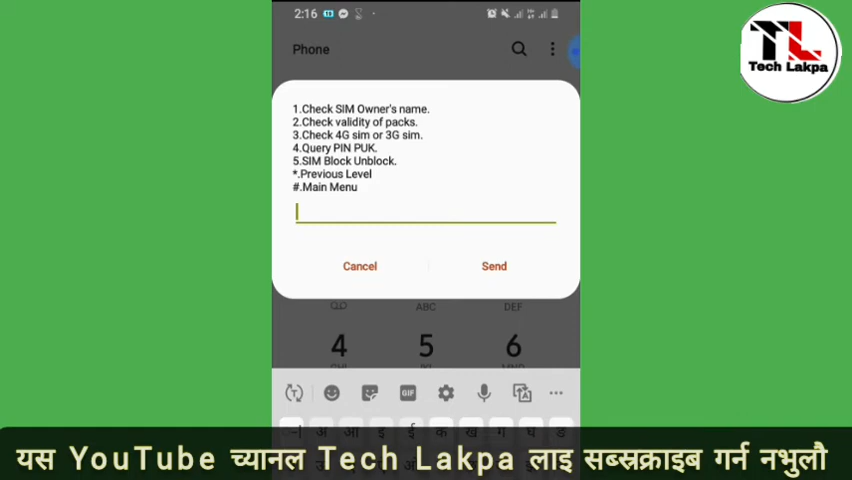 2:16
Phone
TL
Tech Lakpa
1.Check SIM Owner's name.
2.Check validity of packs.
3.Check 4G sim or 3G sim.
4.Query PIN PUK.
5.SIM Block Unblock.
*.Previous Level
#.Main Menu
Cancel Send
ABC DEF
4 5 6
GIF
अ आ इ ई क ख ग घ ङ
यस YouTube च्यानल Tech Lakpa लाइ सब्स्क्राइब गर्न नभुलौ